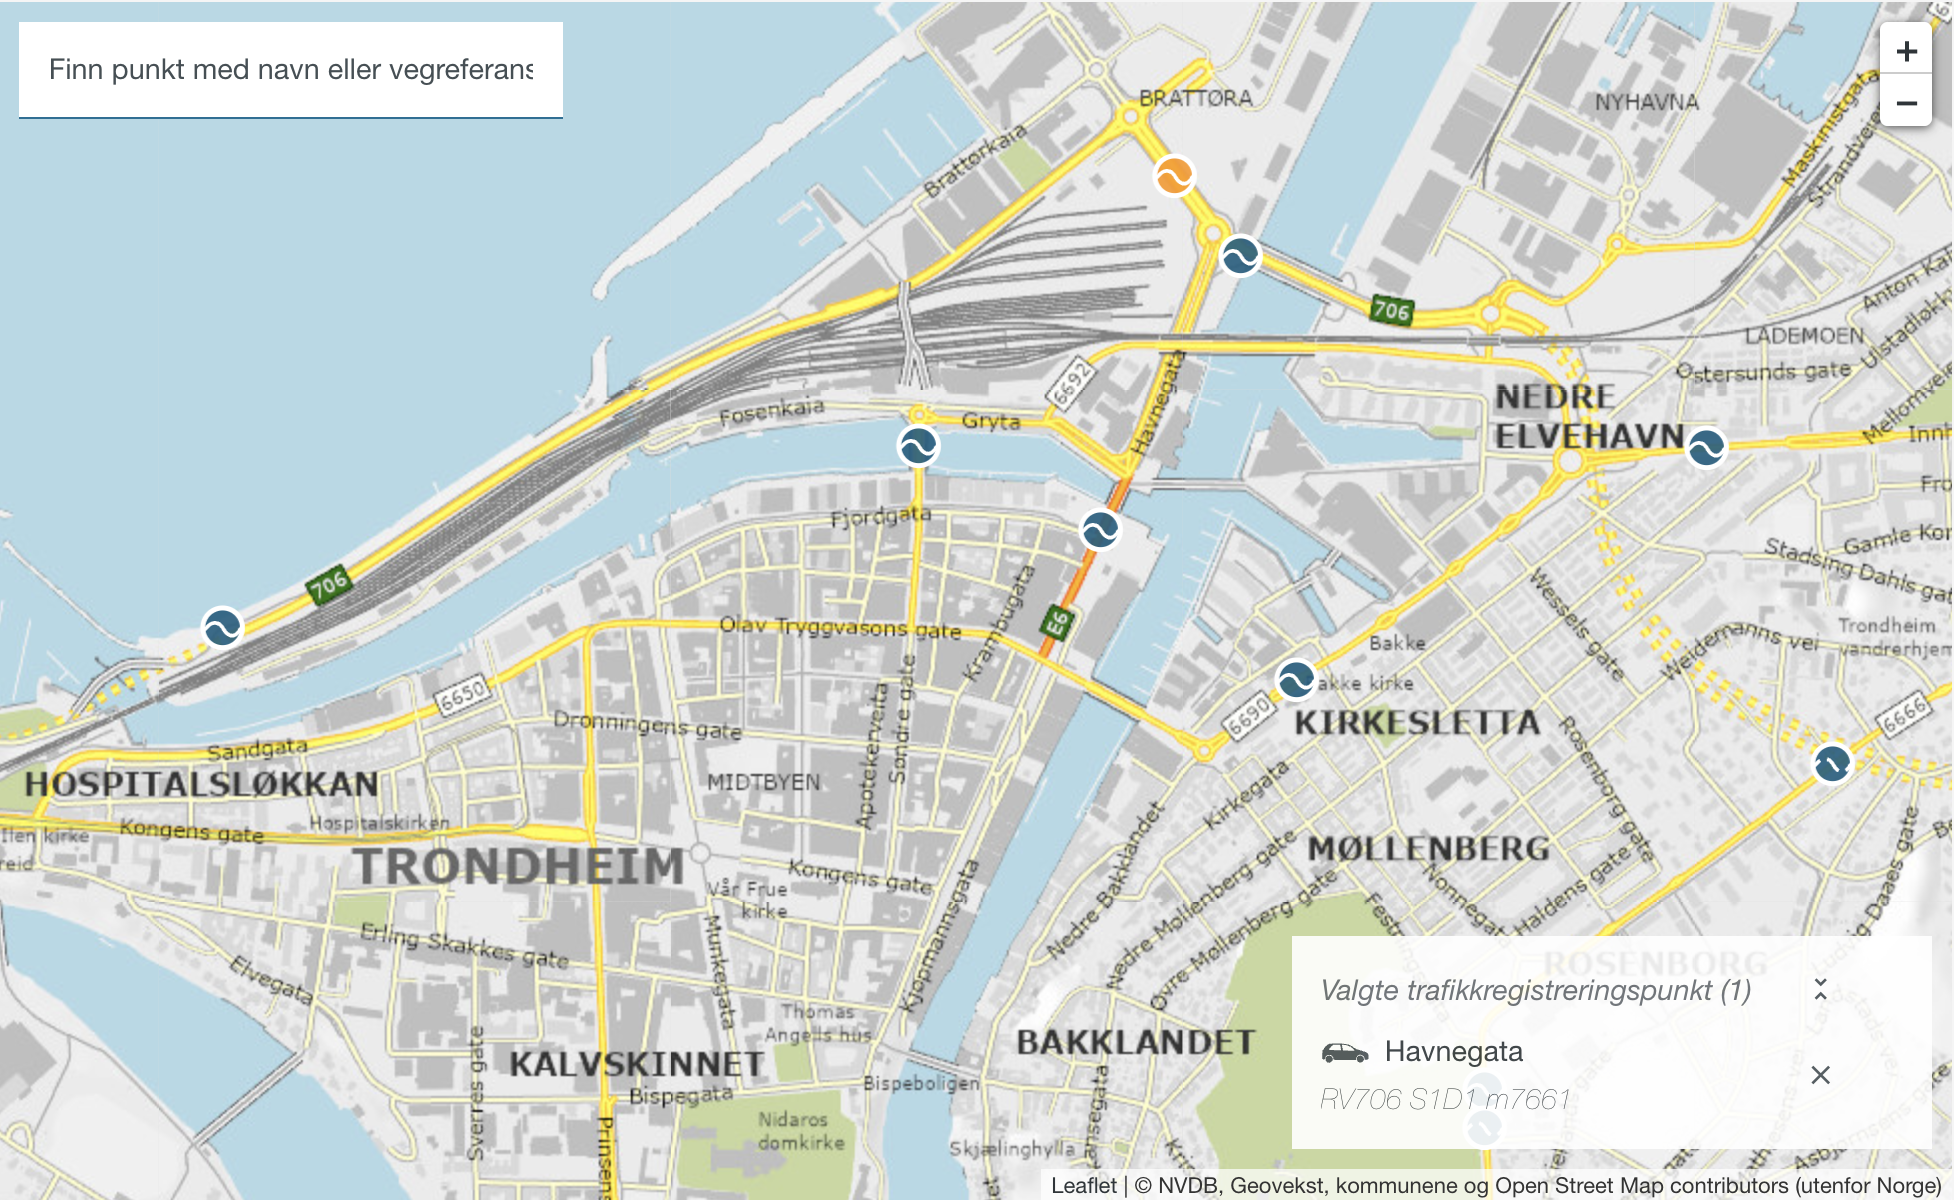 Finn punkt med navn eller vegreferans
+
−
BRATTØRA
NYHAVNA
Maskinistgata
Strandveien
Brattørkaia
706
LADEMOEN
Anton Kal
Ulstadløkk
Østersunds gate
Mellomveie
6692
Havnegata
NEDRE
ELVEHAVN
Fosenkaia
Gryta
Innh
Fjordgata
Fro
Stadsing Dahls gat
Gamle Kon
706
Krambugata
E6
Wessels gate
Olav Tryggvasons gate
Bakke
Weidemanns vei
Trondheim
vandrerhjem
akke kirke
6650
Apotekerveita
Søndre gate
6690
KIRKESLETTA
6666
Dronningens gate
Rosenborg gate
Sandgata
HOSPITALSLØKKAN
MIDTBYEN
Kirkegata
Ilen kirke
Kongens gate
Hospitalskirken
reid
TRONDHEIM
MØLLENBERG
Kongens gate
Vår Frue
kirke
Nedre Bakklandet
Nedre Møllenberg gate
Øvre Møllenberg gate
Nonnegata
Haldens gate
Ludvig Daaes gate
Erling Skakkes gate
Munkegata
Kjøpmannsgata
Elvegata
ROSENBORG
Valgte trafikkregistreringspunkt (1)
Thomas
Angells hus
BAKKLANDET
Havnegata
RV706 S1D1 m7661
KALVSKINNET
Sverres gate
Bispegata
Bispeboligen
Nidaros
domkirke
Prinsens
Skjælinghylla
Leaflet | © NVDB, Geovekst, kommunene og Open Street Map contributors (utenfor Norge)